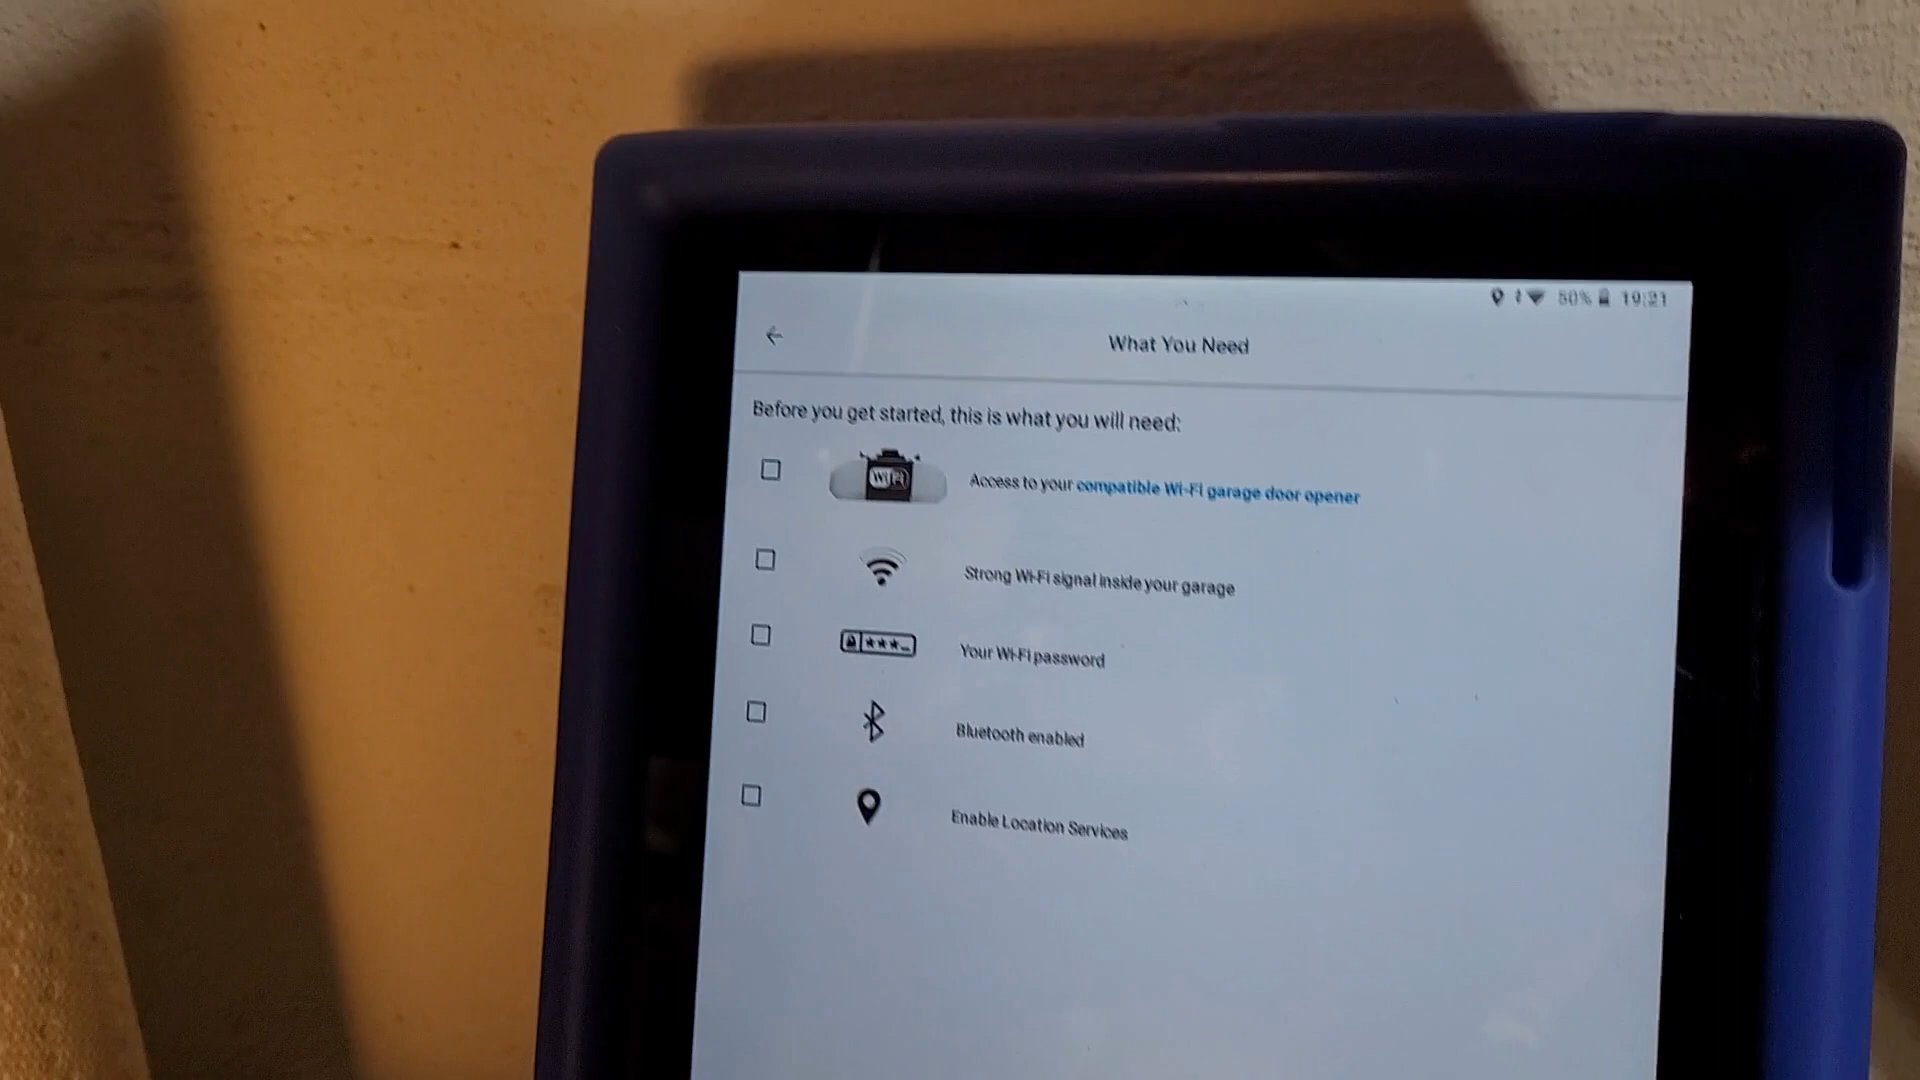 50% 19:21
What You Need
Before you get started, this is what you will need:
WiFi
Access to your compatible Wi-Fi garage door opener
Strong Wi-Fi signal inside your garage
***_
Your Wi-Fi password
Bluetooth enabled
Enable Location Services